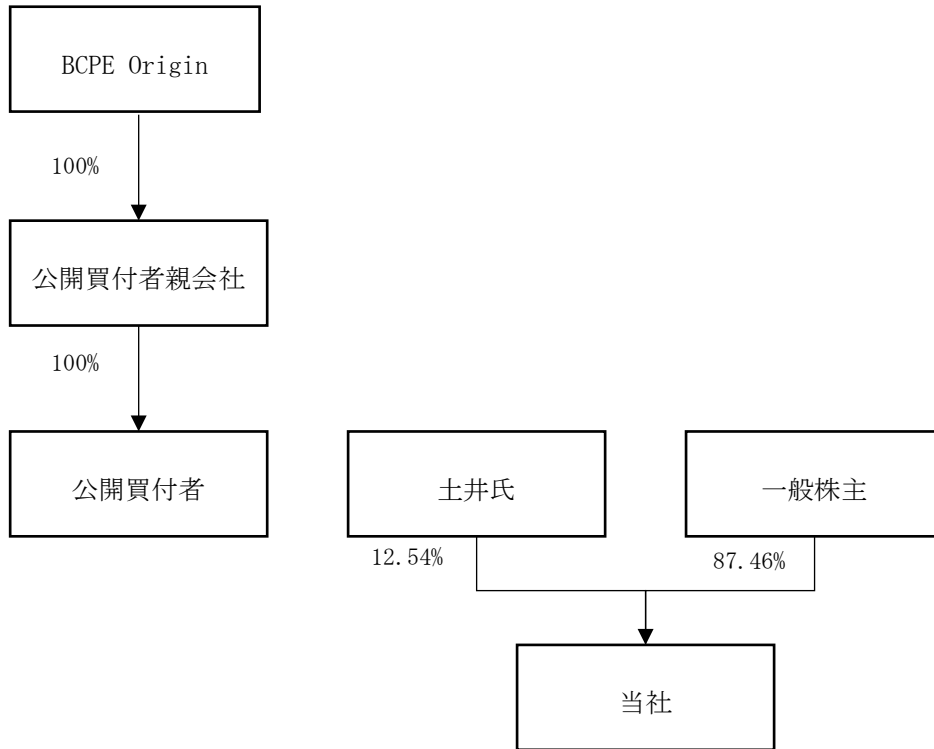 BCPE Origin
100%
公開買付者親会社
100%
公開買付者
土井氏
一般株主
12.54%
87.46%
当社